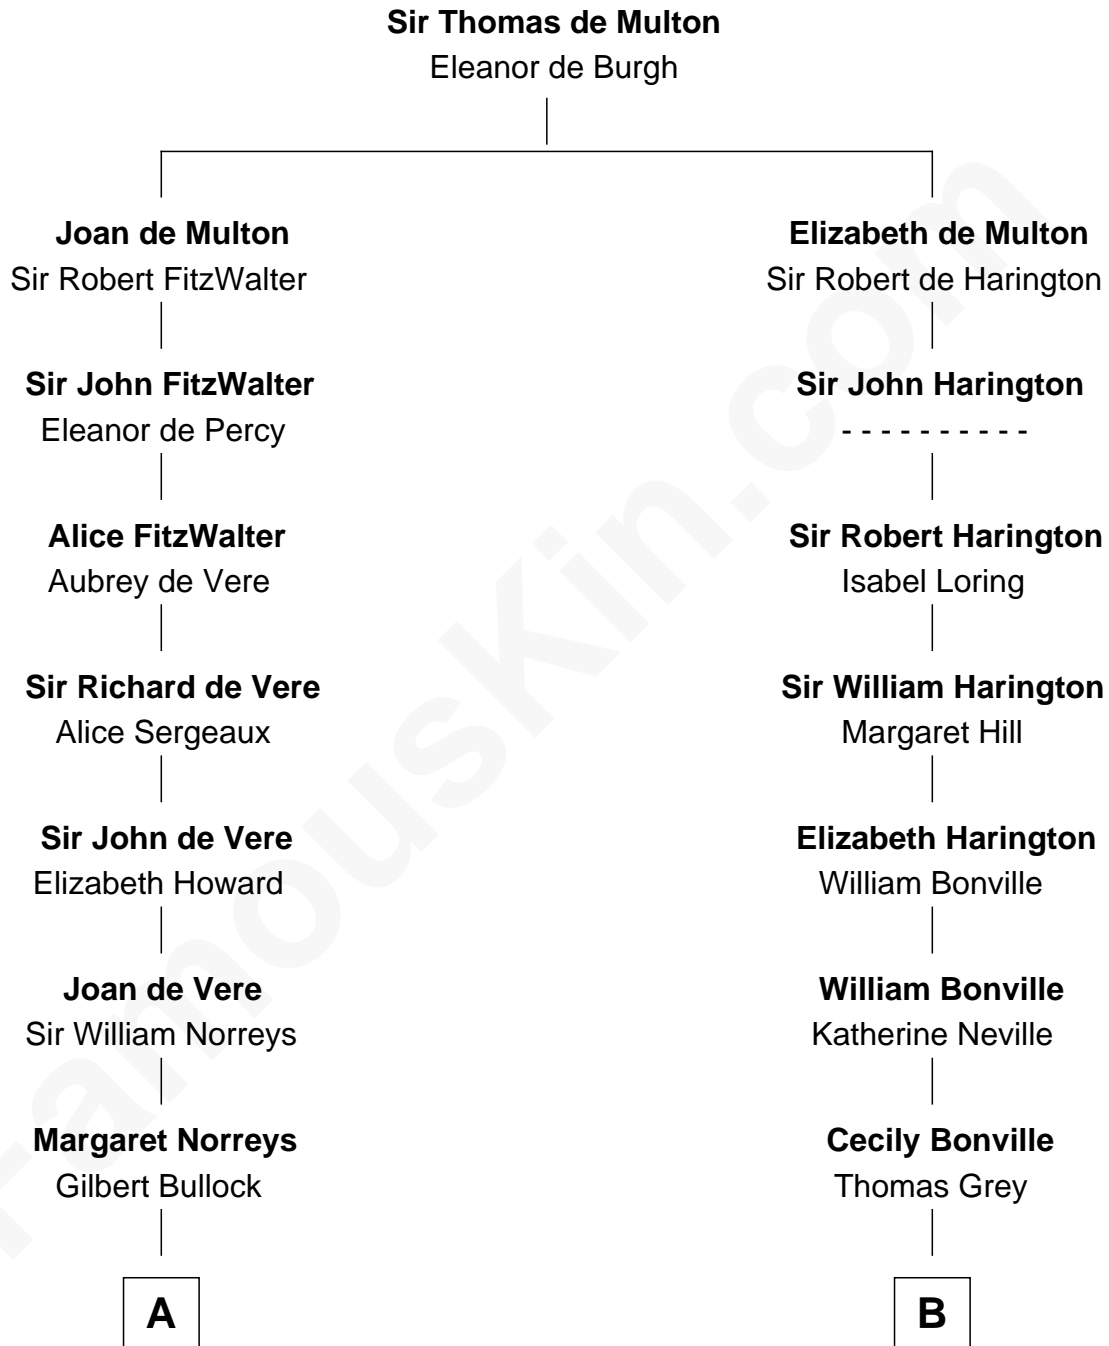 Sir Thomas de Multon
Eleanor de Burgh
Joan de Multon
Sir Robert FitzWalter
Elizabeth de Multon
Sir Robert de Harington
Sir John FitzWalter
Eleanor de Percy
Sir John Harington
- - - - - - - - - -
Alice FitzWalter
Aubrey de Vere
Sir Robert Harington
Isabel Loring
Sir Richard de Vere
Alice Sergeaux
Sir William Harington
Margaret Hill
Sir John de Vere
Elizabeth Howard
Elizabeth Harington
William Bonville
Joan de Vere
Sir William Norreys
William Bonville
Katherine Neville
Margaret Norreys
Gilbert Bullock
Cecily Bonville
Thomas Grey
A
B
FamousKin.com